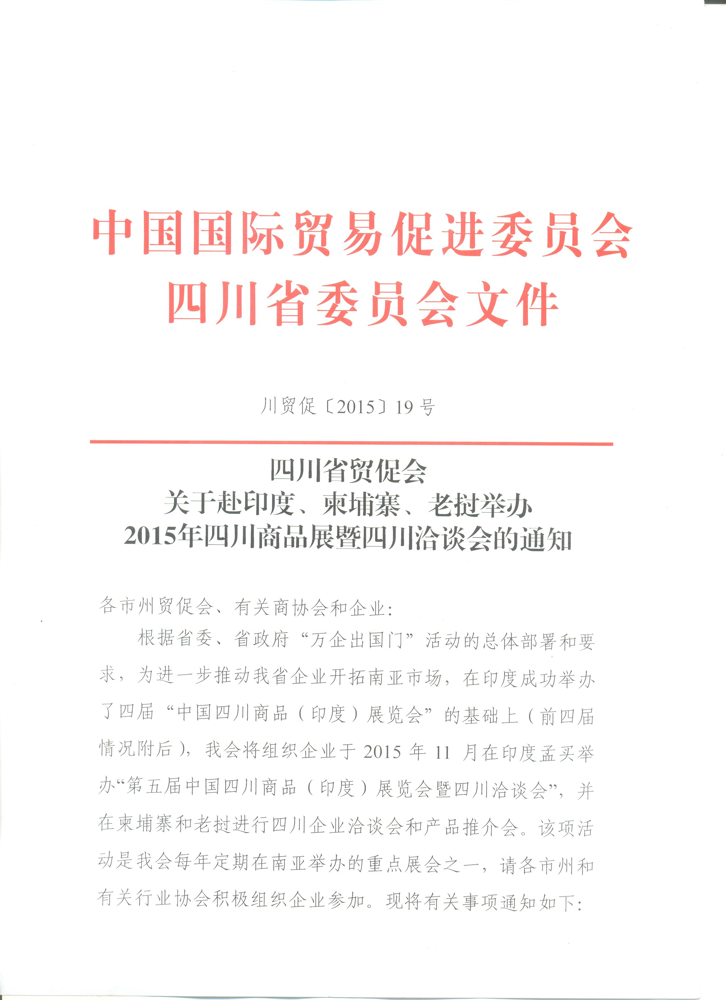 中国国际贸易促进委员会
四川省委员会文件
川贸促〔2015〕19 号
四川省贸促会
关于赴印度、柬埔寨、老挝举办
2015年四川商品展暨四川洽谈会的通知
各市州贸促会、有关商协会和企业：
根据省委、省政府“万企出国门”活动的总体部署和要
求，为进一步推动我省企业开拓南亚市场，在印度成功举办
了四届“中国四川商品（印度）展览会”的基础上（前四届
情况附后），我会将组织企业于 2015 年 11 月在印度孟买举
办“第五届中国四川商品（印度）展览会暨四川洽谈会”，并
在柬埔寨和老挝进行四川企业洽谈会和产品推介会。该项活
动是我会每年定期在南亚举办的重点展会之一，请各市州和
有关行业协会积极组织企业参加。现将有关事项通知如下：